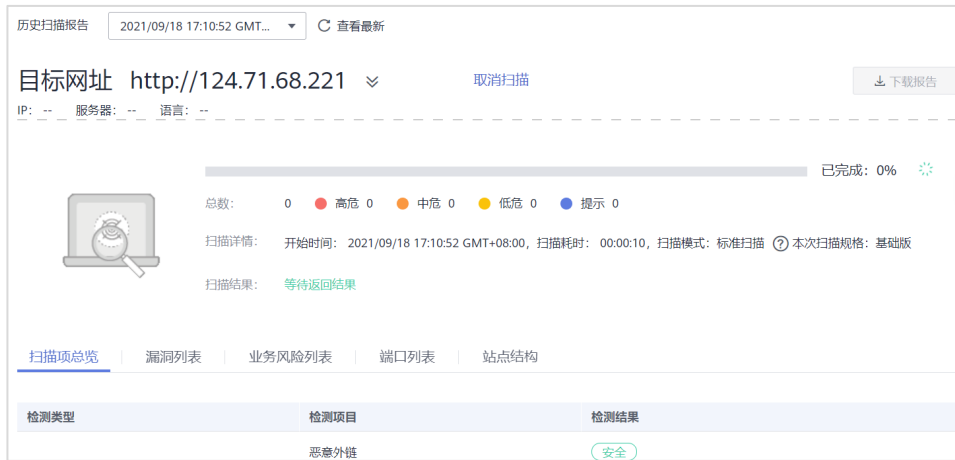 历史扫描报告 2021/09/18 17:10:52 GMT... 查看最新
目标网址 http://124.71.68.221 取消扫描 下载报告
IP: -- 服务器: -- 语言: --
已完成: 0%
总数: 0 高危 0 中危 0 低危 0 提示 0
扫描详情: 开始时间: 2021/09/18 17:10:52 GMT+08:00, 扫描耗时: 00:00:10, 扫描模式: 标准扫描 ? 本次扫描规格: 基础版
扫描结果: 等待返回结果
扫描项总览 漏洞列表 业务风险列表 端口列表 站点结构
检测类型 检测项目 检测结果
恶意外链 安全